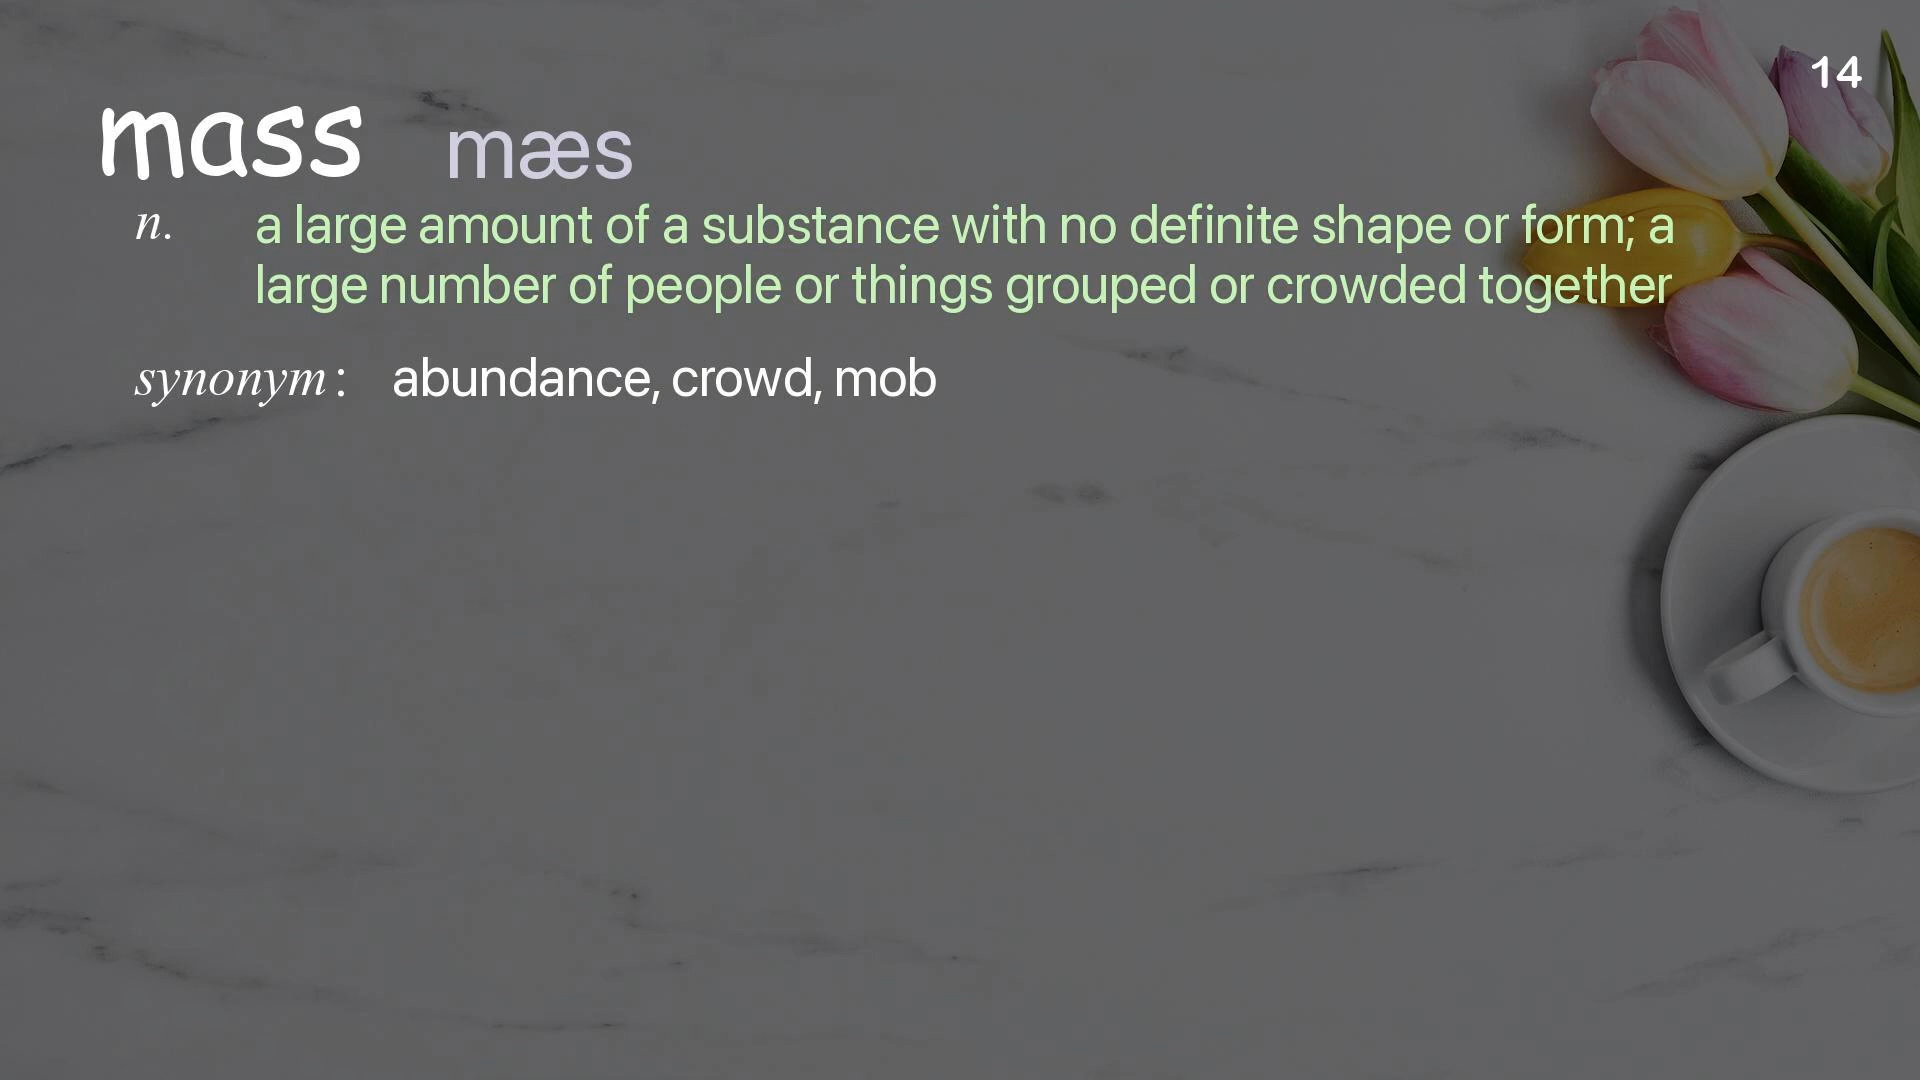 14
mass mæs
n. a large amount of a substance with no definite shape or form; a
large number of people or things grouped or crowded together
synonym: abundance, crowd, mob